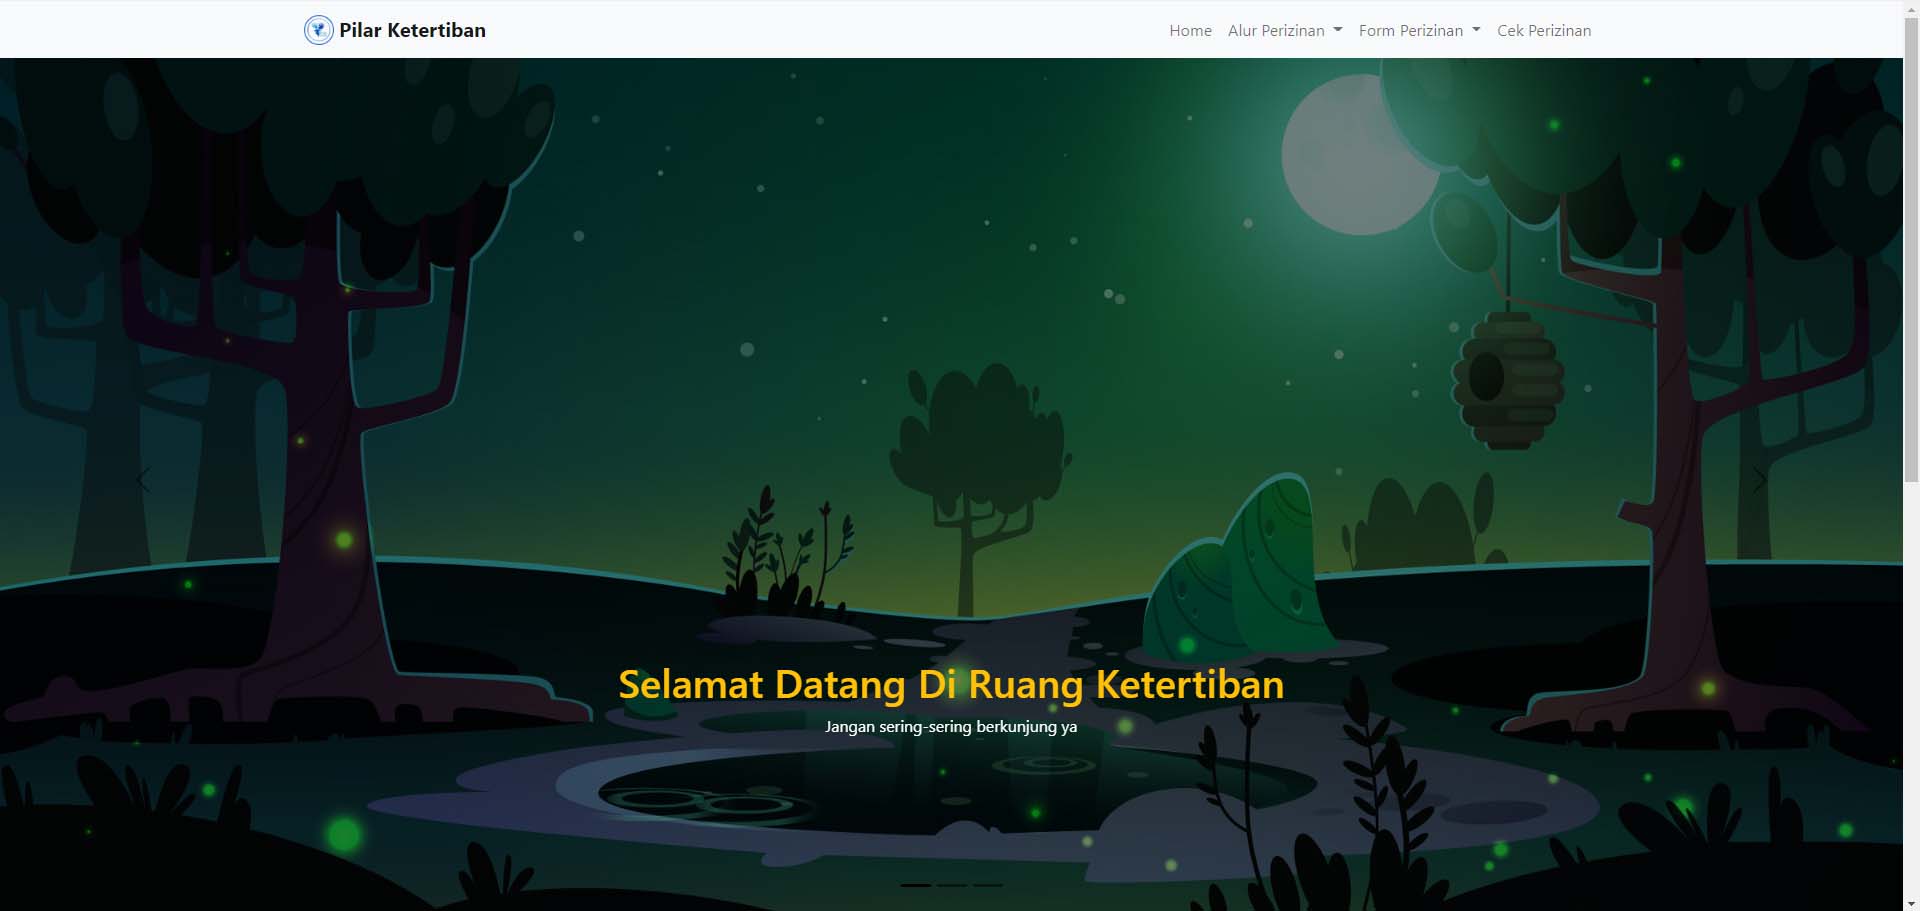 Pilar Ketertiban
Home Alur Perizinan Form Perizinan Cek Perizinan
Selamat Datang Di Ruang Ketertiban
Jangan sering-sering berkunjung ya